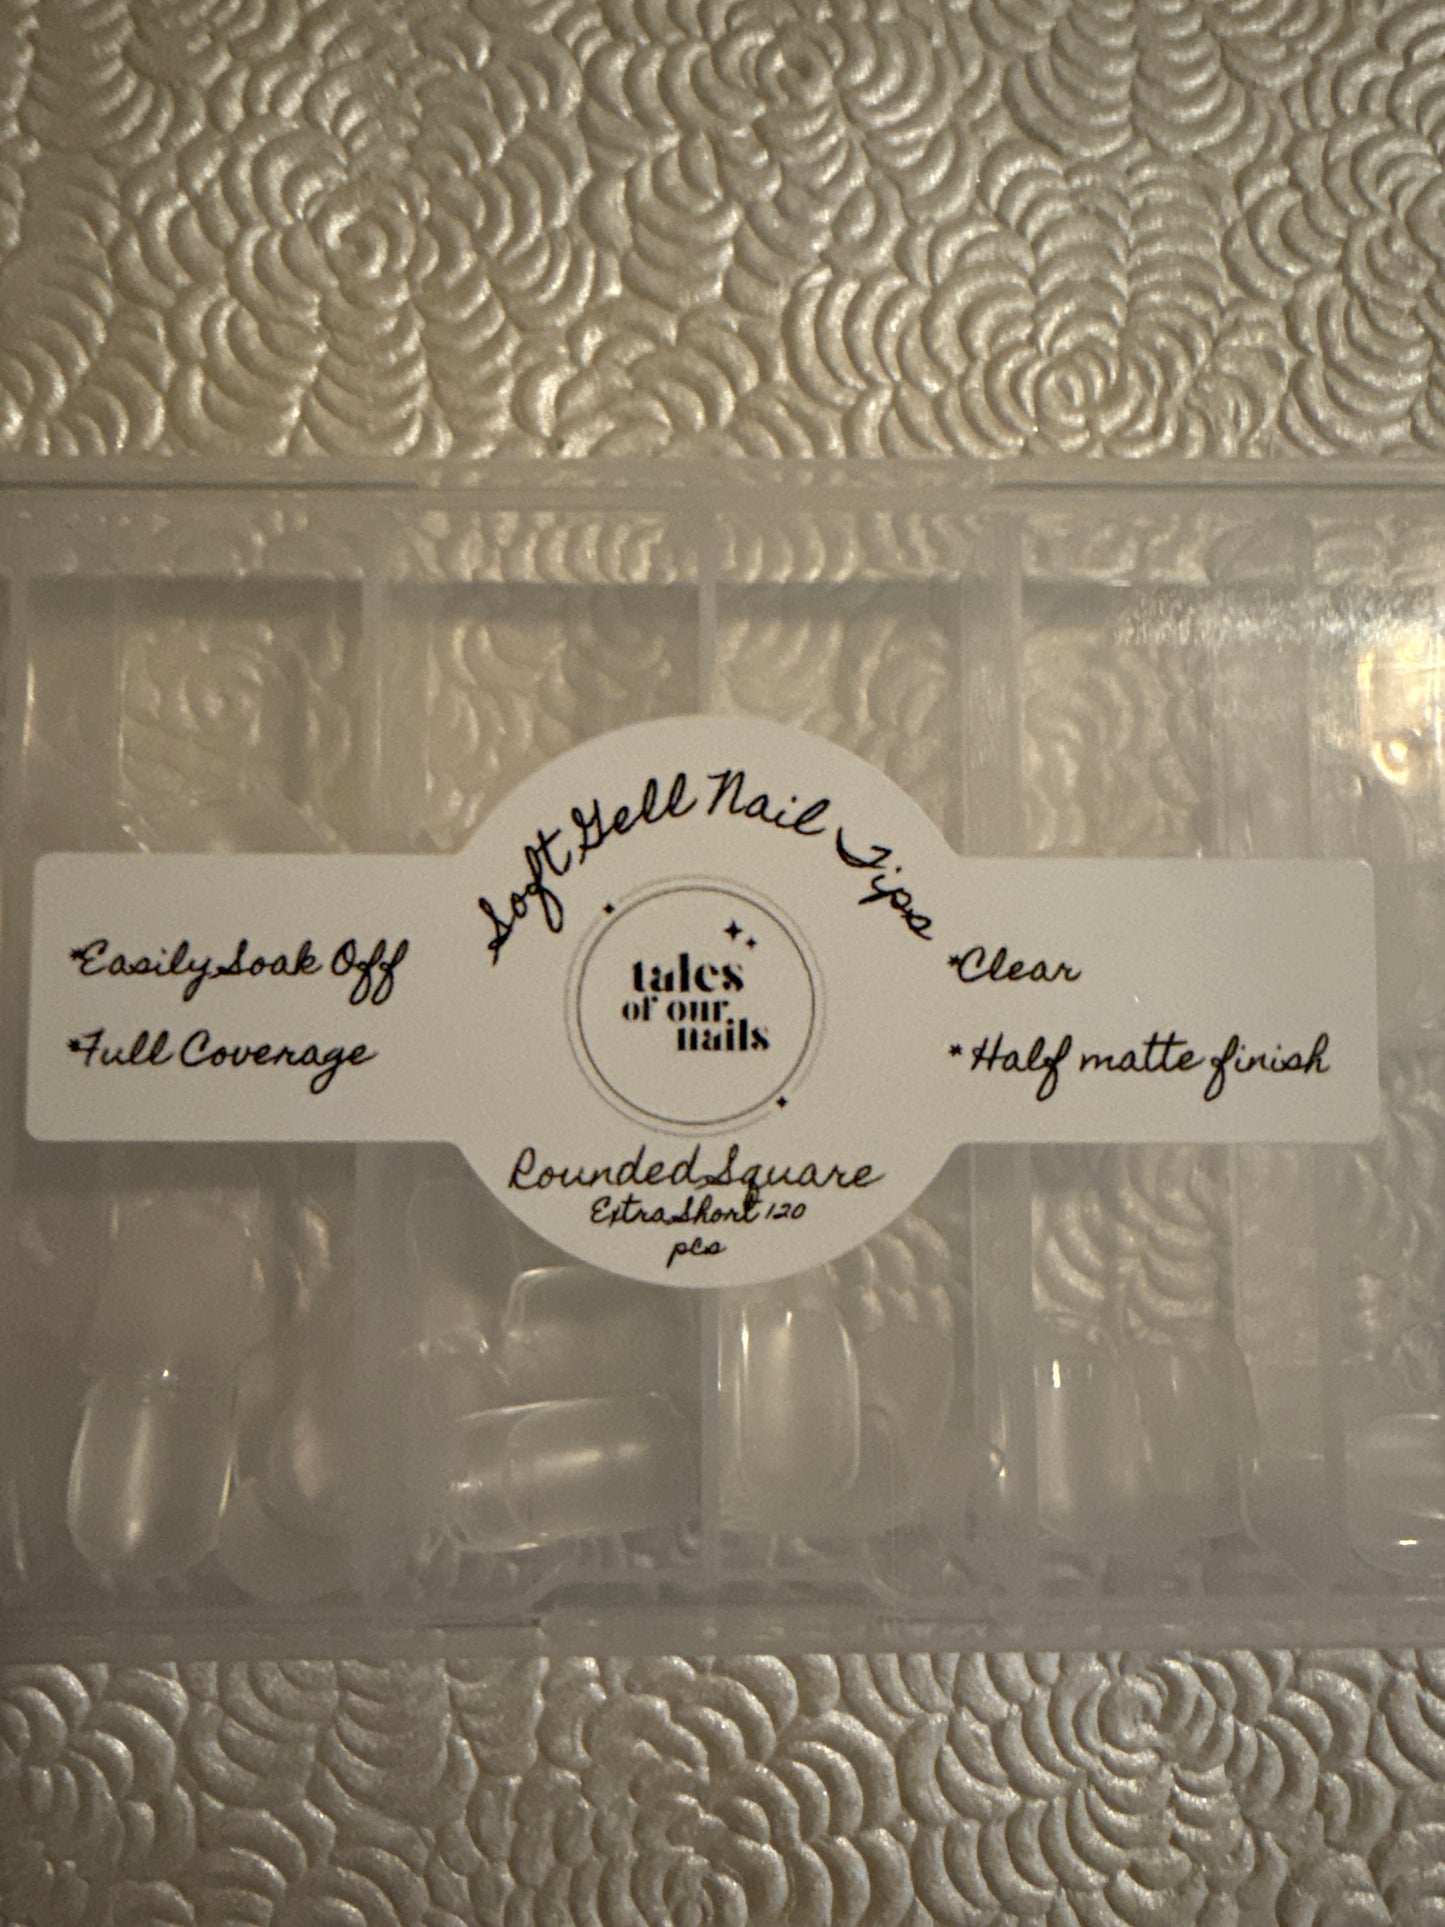 Soft Gell Nail Tips
*Easily Soak Off
*Full Coverage
tales
of our
nails
*Clear
* Half matte finish
Rounded Square
Extra Short 120
pcs